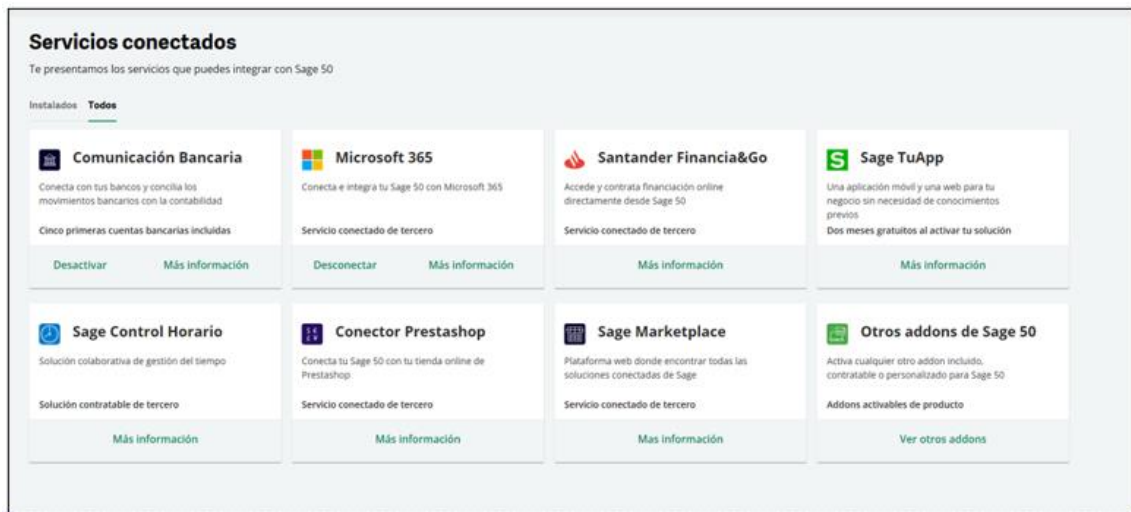 Servicios conectados
Te presentamos los servicios que puedes integrar con Sage 50
Instalados Todos
Comunicación Bancaria
Conecta con tus bancos y concilia los
movimientos bancarios con la contabilidad
Cinco primeras cuentas bancarias incluidas
Desactivar Más información
Microsoft 365
Conecta e integra tu Sage 50 con Microsoft 365
Servicio conectado de tercero
Desconectar Más información
Santander Financia&Go
Accede y contrata financiación online
directamente desde Sage 50
Servicio conectado de tercero
Más información
S
Sage TuApp
Una aplicación móvil y una web para tu
negocio sin necesidad de conocimientos
previos
Dos meses gratuitos al activar tu solución
Más información
Sage Control Horario
Solución colaborativa de gestión del tiempo
Solución contratable de tercero
Más información
Conector Prestashop
Conecta tu Sage 50 con tu tienda online de
Prestashop
Servicio conectado de tercero
Más información
Sage Marketplace
Plataforma web donde encontrar todas las
soluciones conectadas de Sage
Servicio conectado de tercero
Mas información
Otros addons de Sage 50
Activa cualquier otro addon incluido,
contratable o personalizado para Sage 50
Addons activables de producto
Ver otros addons